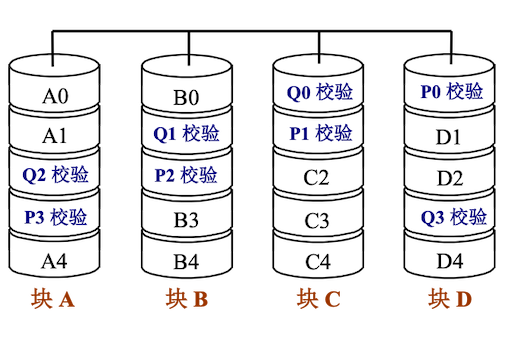 A0 B0 Q0 校验 P0 校验
A1 Q1 校验 P1 校验 D1
Q2 校验 P2 校验 C2 D2
P3 校验 B3 C3 Q3 校验
A4 B4 C4 D4
块 A 块 B 块 C 块 D